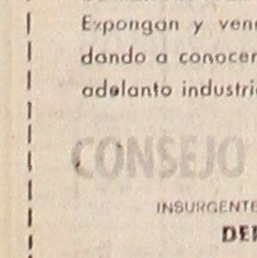 Expongan y ven
dando a conocer
adelanto industri
CONSEJO
INSURGENTE
DE